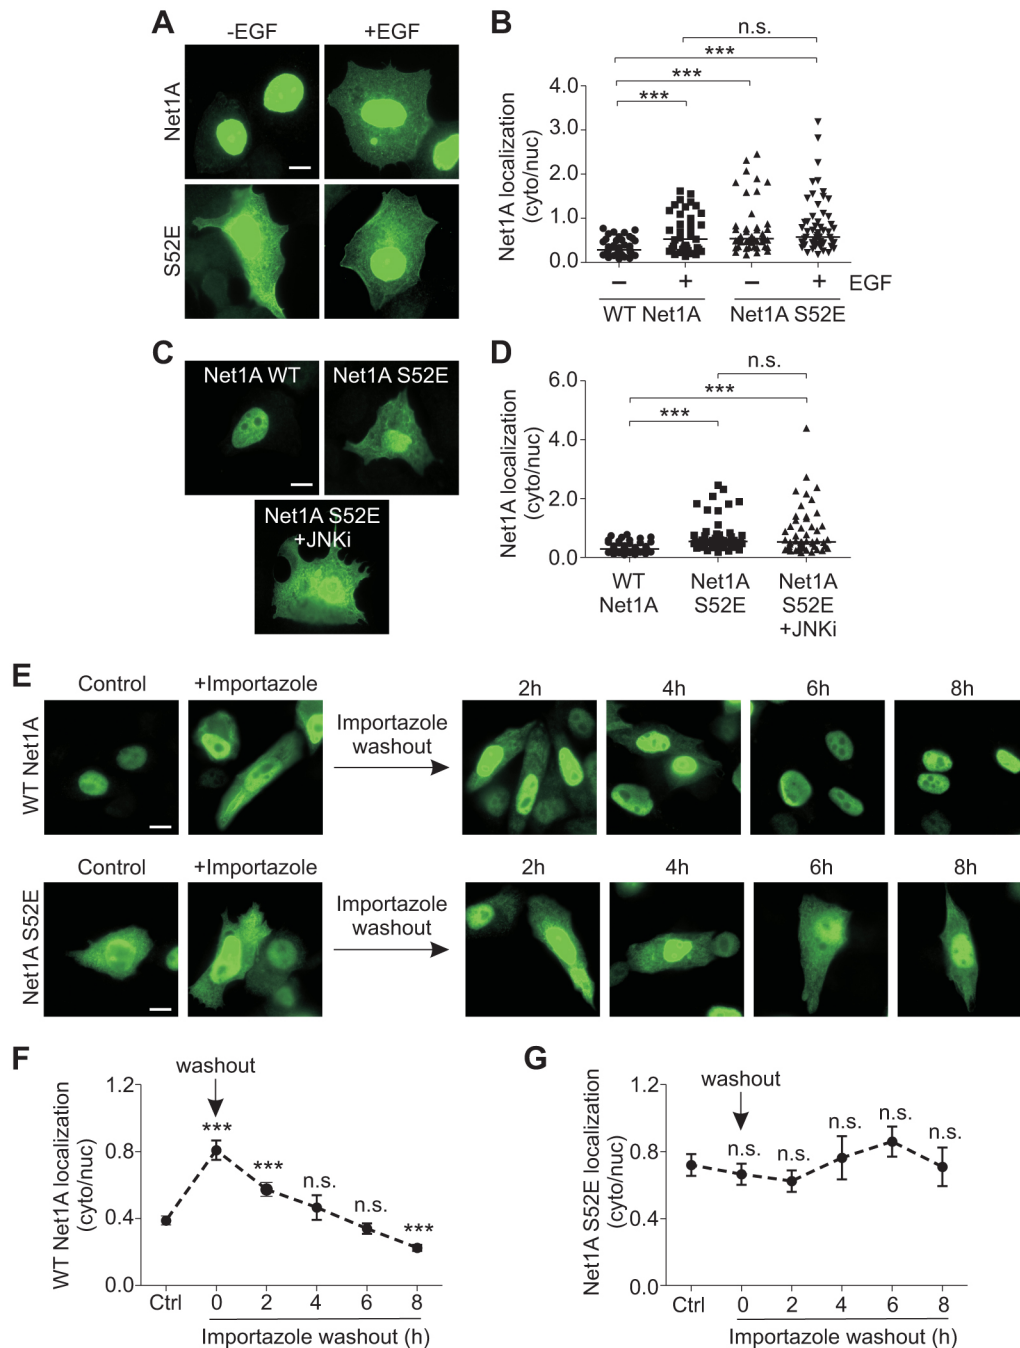 A
-EGF
+EGF
Net1A
S52E
B
n.s.
***
***
***
4.0
3.0
2.0
1.0
0.0
Net1A localization
(cyto/nuc)
– + – + EGF
WT Net1A
Net1A S52E
C
Net1A WT
Net1A S52E
Net1A S52E
+JNKi
D
n.s.
***
***
6.0
4.0
2.0
0.0
Net1A localization
(cyto/nuc)
WT
Net1A
Net1A
S52E
Net1A
S52E
+JNKi
E
Control
+Importazole
Importazole
washout
2h
4h
6h
8h
WT Net1A
Control
+Importazole
Importazole
washout
2h
4h
6h
8h
Net1A S52E
F
washout
1.2
0.8
0.4
0.0
WT Net1A localization
(cyto/nuc)
***
***
n.s.
n.s.
***
Ctrl 0 2 4 6 8
Importazole washout (h)
G
washout
1.2
0.8
0.4
0.0
Net1A S52E localization
(cyto/nuc)
n.s.
n.s.
n.s.
n.s.
n.s.
Ctrl 0 2 4 6 8
Importazole washout (h)